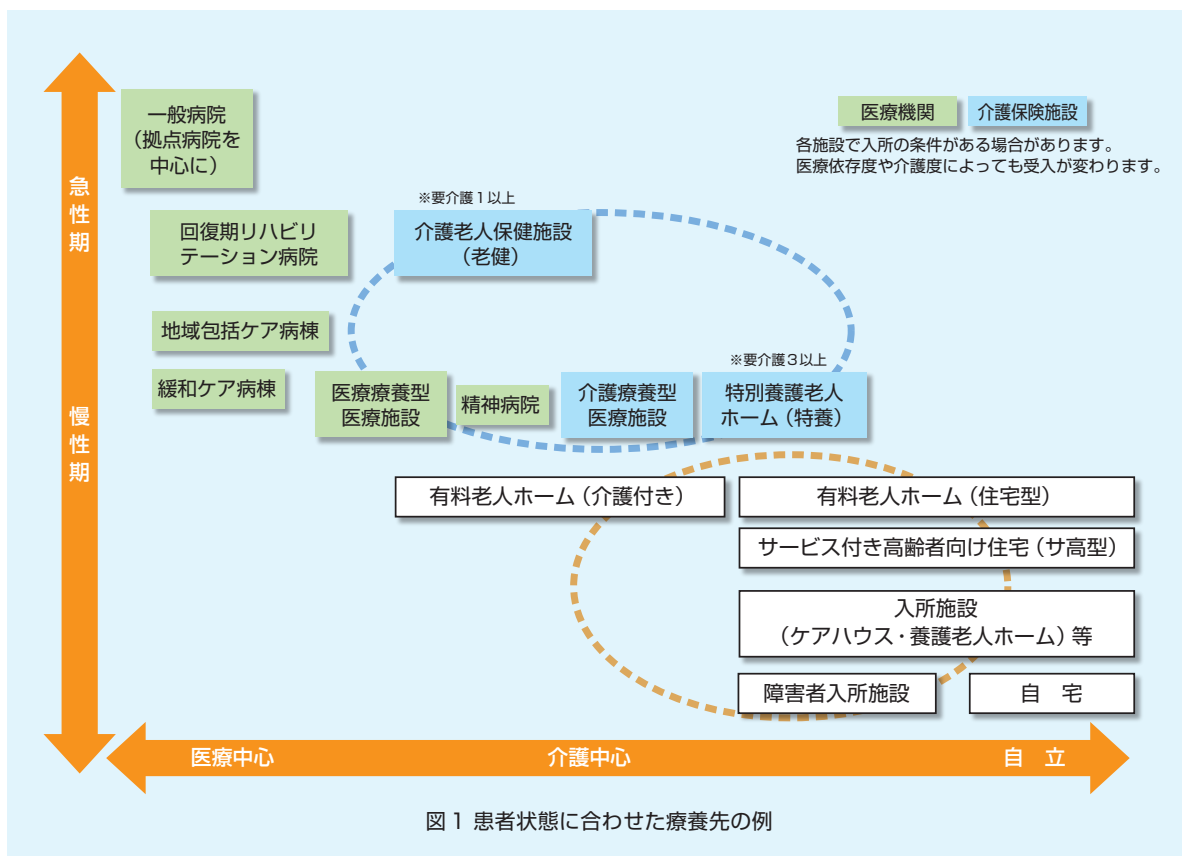 一般病院
（拠点病院を
中心に）
医療機関
介護保険施設
各施設で入所の条件がある場合があります。
医療依存度や介護度によっても受入が変わります。
急性期
※要介護１以上
回復期リハビリ
テーション病院
介護老人保健施設
（老健）
地域包括ケア病棟
※要介護３以上
緩和ケア病棟
医療療養型
医療施設
精神病院
介護療養型
医療施設
特別養護老人
ホーム（特養）
慢性期
有料老人ホーム（介護付き）
有料老人ホーム（住宅型）
サービス付き高齢者向け住宅（サ高型）
入所施設
（ケアハウス・養護老人ホーム）等
障害者入所施設
自　宅
医療中心
介護中心
自　立
図１ 患者状態に合わせた療養先の例